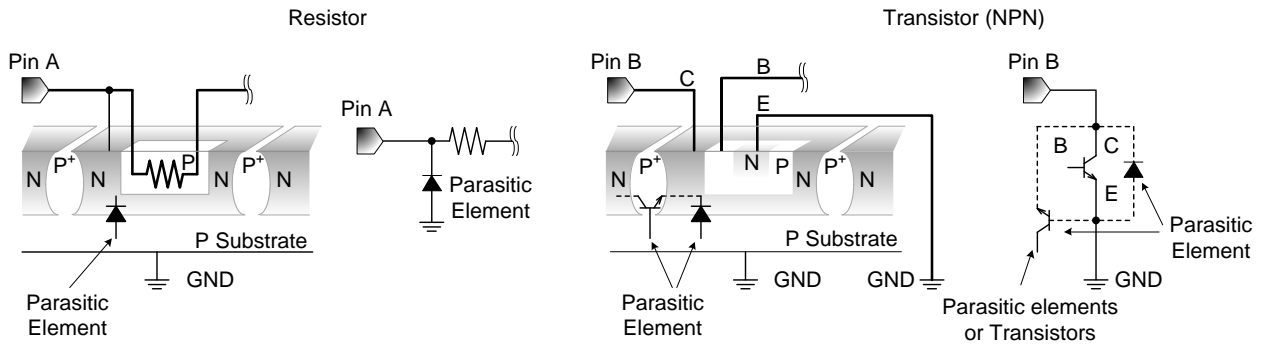 Resistor
Transistor (NPN)
Pin A
Pin B
B
Pin B
C
Pin A
E
B
C
N
P+
N
P
N
P+
N
N
P+
N
N
P
N
P+
N
E
Parasitic
Element
Parasitic
Element
P Substrate
P Substrate
GND
GND
GND
GND
Parasitic
Element
Parasitic
Element
Parasitic elements
or Transistors